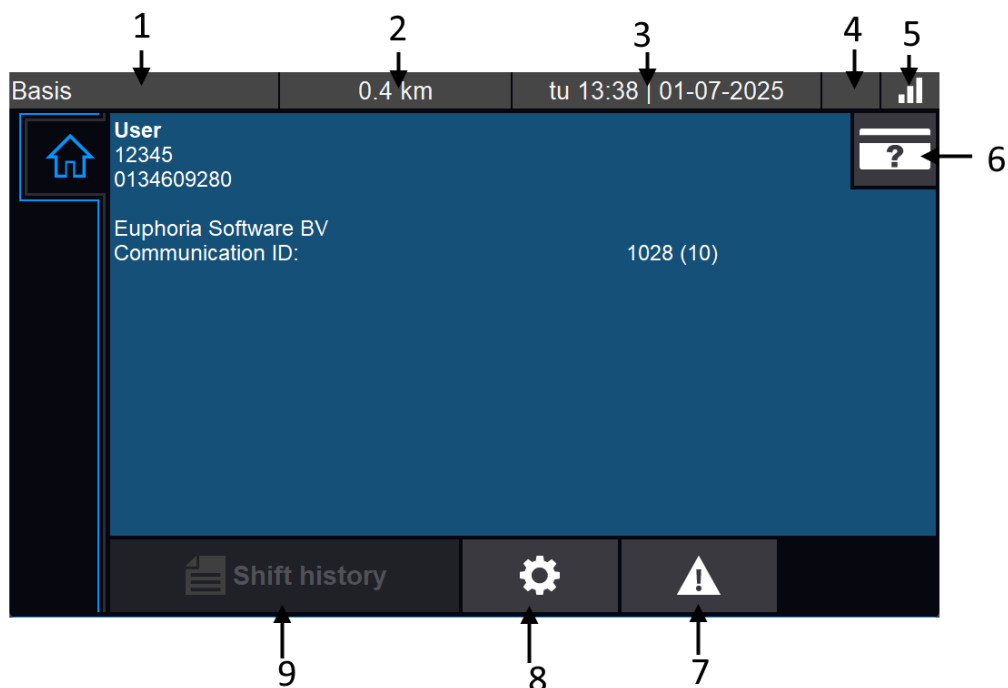 1 2 3 4 5
Basis 0.4 km tu 13:38 | 01-07-2025
User
12345
0134609280
? 6
Euphoria Software BV
Communication ID: 1028 (10)
Shift history
9 8 7